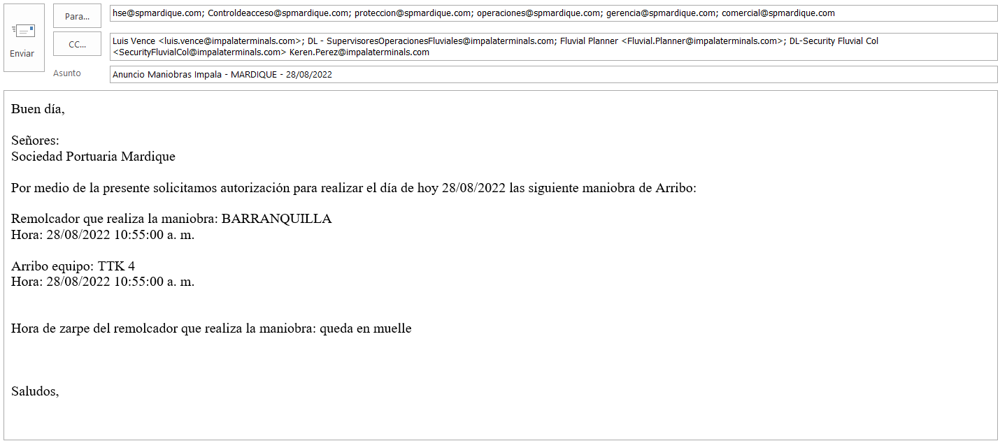 Enviar
Para...
hse@spmardique.com; Controldeacceso@spmardique.com; proteccion@spmardique.com; operaciones@spmardique.com; gerencia@spmardique.com; comercial@spmardique.com
CC...
Luis Vence <luis.vence@impalaterminals.com>; DL - SupervisoresOperacionesFluviales@impalaterminals.com; Fluvial Planner <Fluvial.Planner@impalaterminals.com>; DL-Security Fluvial Col
<SecurityFluvialCol@impalaterminals.com> Keren.Perez@impalaterminals.com
Asunto
Anuncio Maniobras Impala - MARDIQUE - 28/08/2022
Buen día,
Señores:
Sociedad Portuaria Mardique
Por medio de la presente solicitamos autorización para realizar el día de hoy 28/08/2022 las siguiente maniobra de Arribo:
Remolcador que realiza la maniobra: BARRANQUILLA
Hora: 28/08/2022 10:55:00 a. m.
Arribo equipo: TTK 4
Hora: 28/08/2022 10:55:00 a. m.
Hora de zarpe del remolcador que realiza la maniobra: queda en muelle
Saludos,